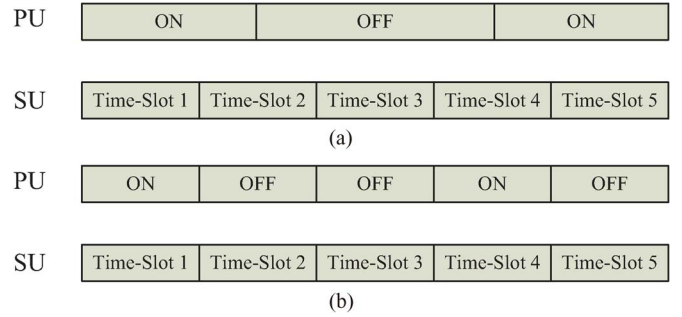 PU ON OFF ON
SU Time-Slot 1 Time-Slot 2 Time-Slot 3 Time-Slot 4 Time-Slot 5
(a)
PU ON OFF OFF ON OFF
SU Time-Slot 1 Time-Slot 2 Time-Slot 3 Time-Slot 4 Time-Slot 5
(b)